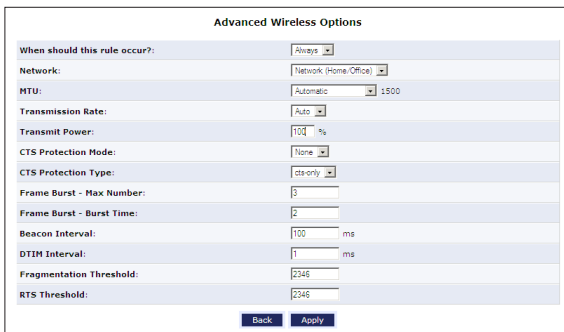 Advanced Wireless Options
When should this rule occur?: Always
Network: Network (Home/Office)
MTU: Automatic 1500
Transmission Rate: Auto
Transmit Power: 100 %
CTS Protection Mode: None
CTS Protection Type: cts-only
Frame Burst - Max Number: 3
Frame Burst - Burst Time: 2
Beacon Interval: 100 ms
DTIM Interval: 1 ms
Fragmentation Threshold: 2346
RTS Threshold: 2346
Back Apply